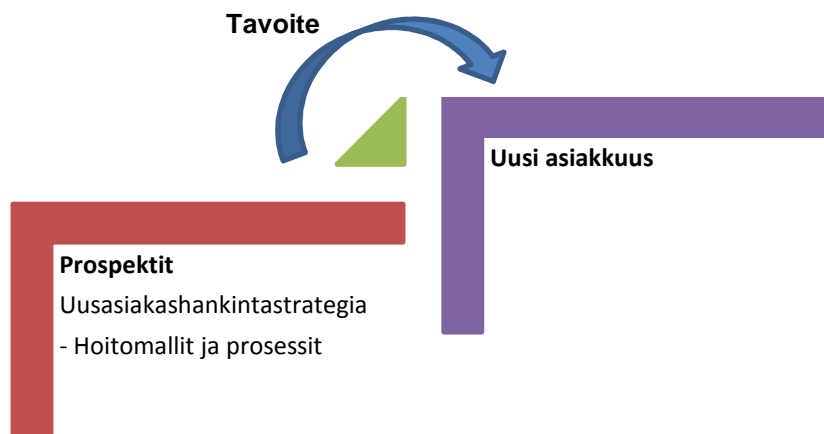 Tavoite
Uusi asiakkuus
Prospektit
Uusasiakashankintastrategia
- Hoitomallit ja prosessit